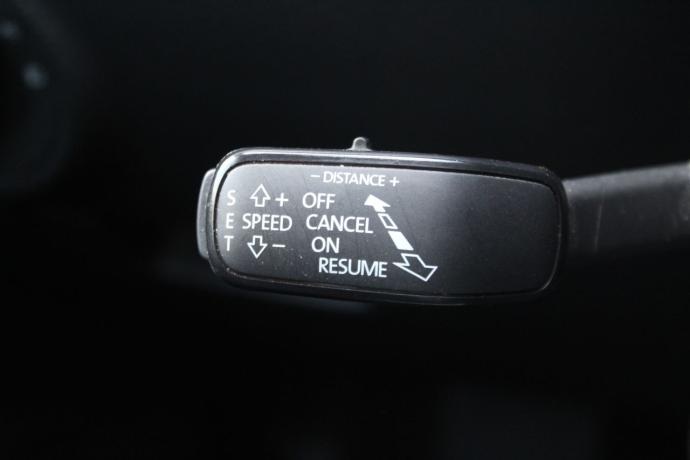 - DISTANCE +
S + OFF
E SPEED CANCEL
T - ON
RESUME